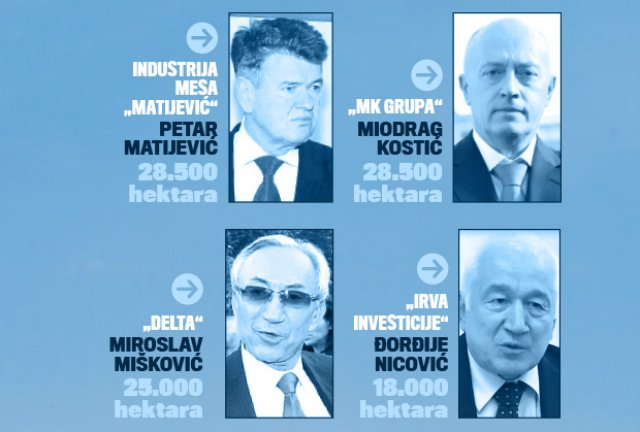 INDUSTRIJA
MESA
„MATIJEVIĆ“
PETAR
MATIJEVIĆ
28.500
hektara
„MK GRUPA“
MIODRAG
KOSTIĆ
28.500
hektara
„DELTA“
MIROSLAV
MIŠKOVIĆ
25.000
hektara
„IRVA
INVESTICIJE“
ĐORĐIJE
NICOVIĆ
18.000
hektara